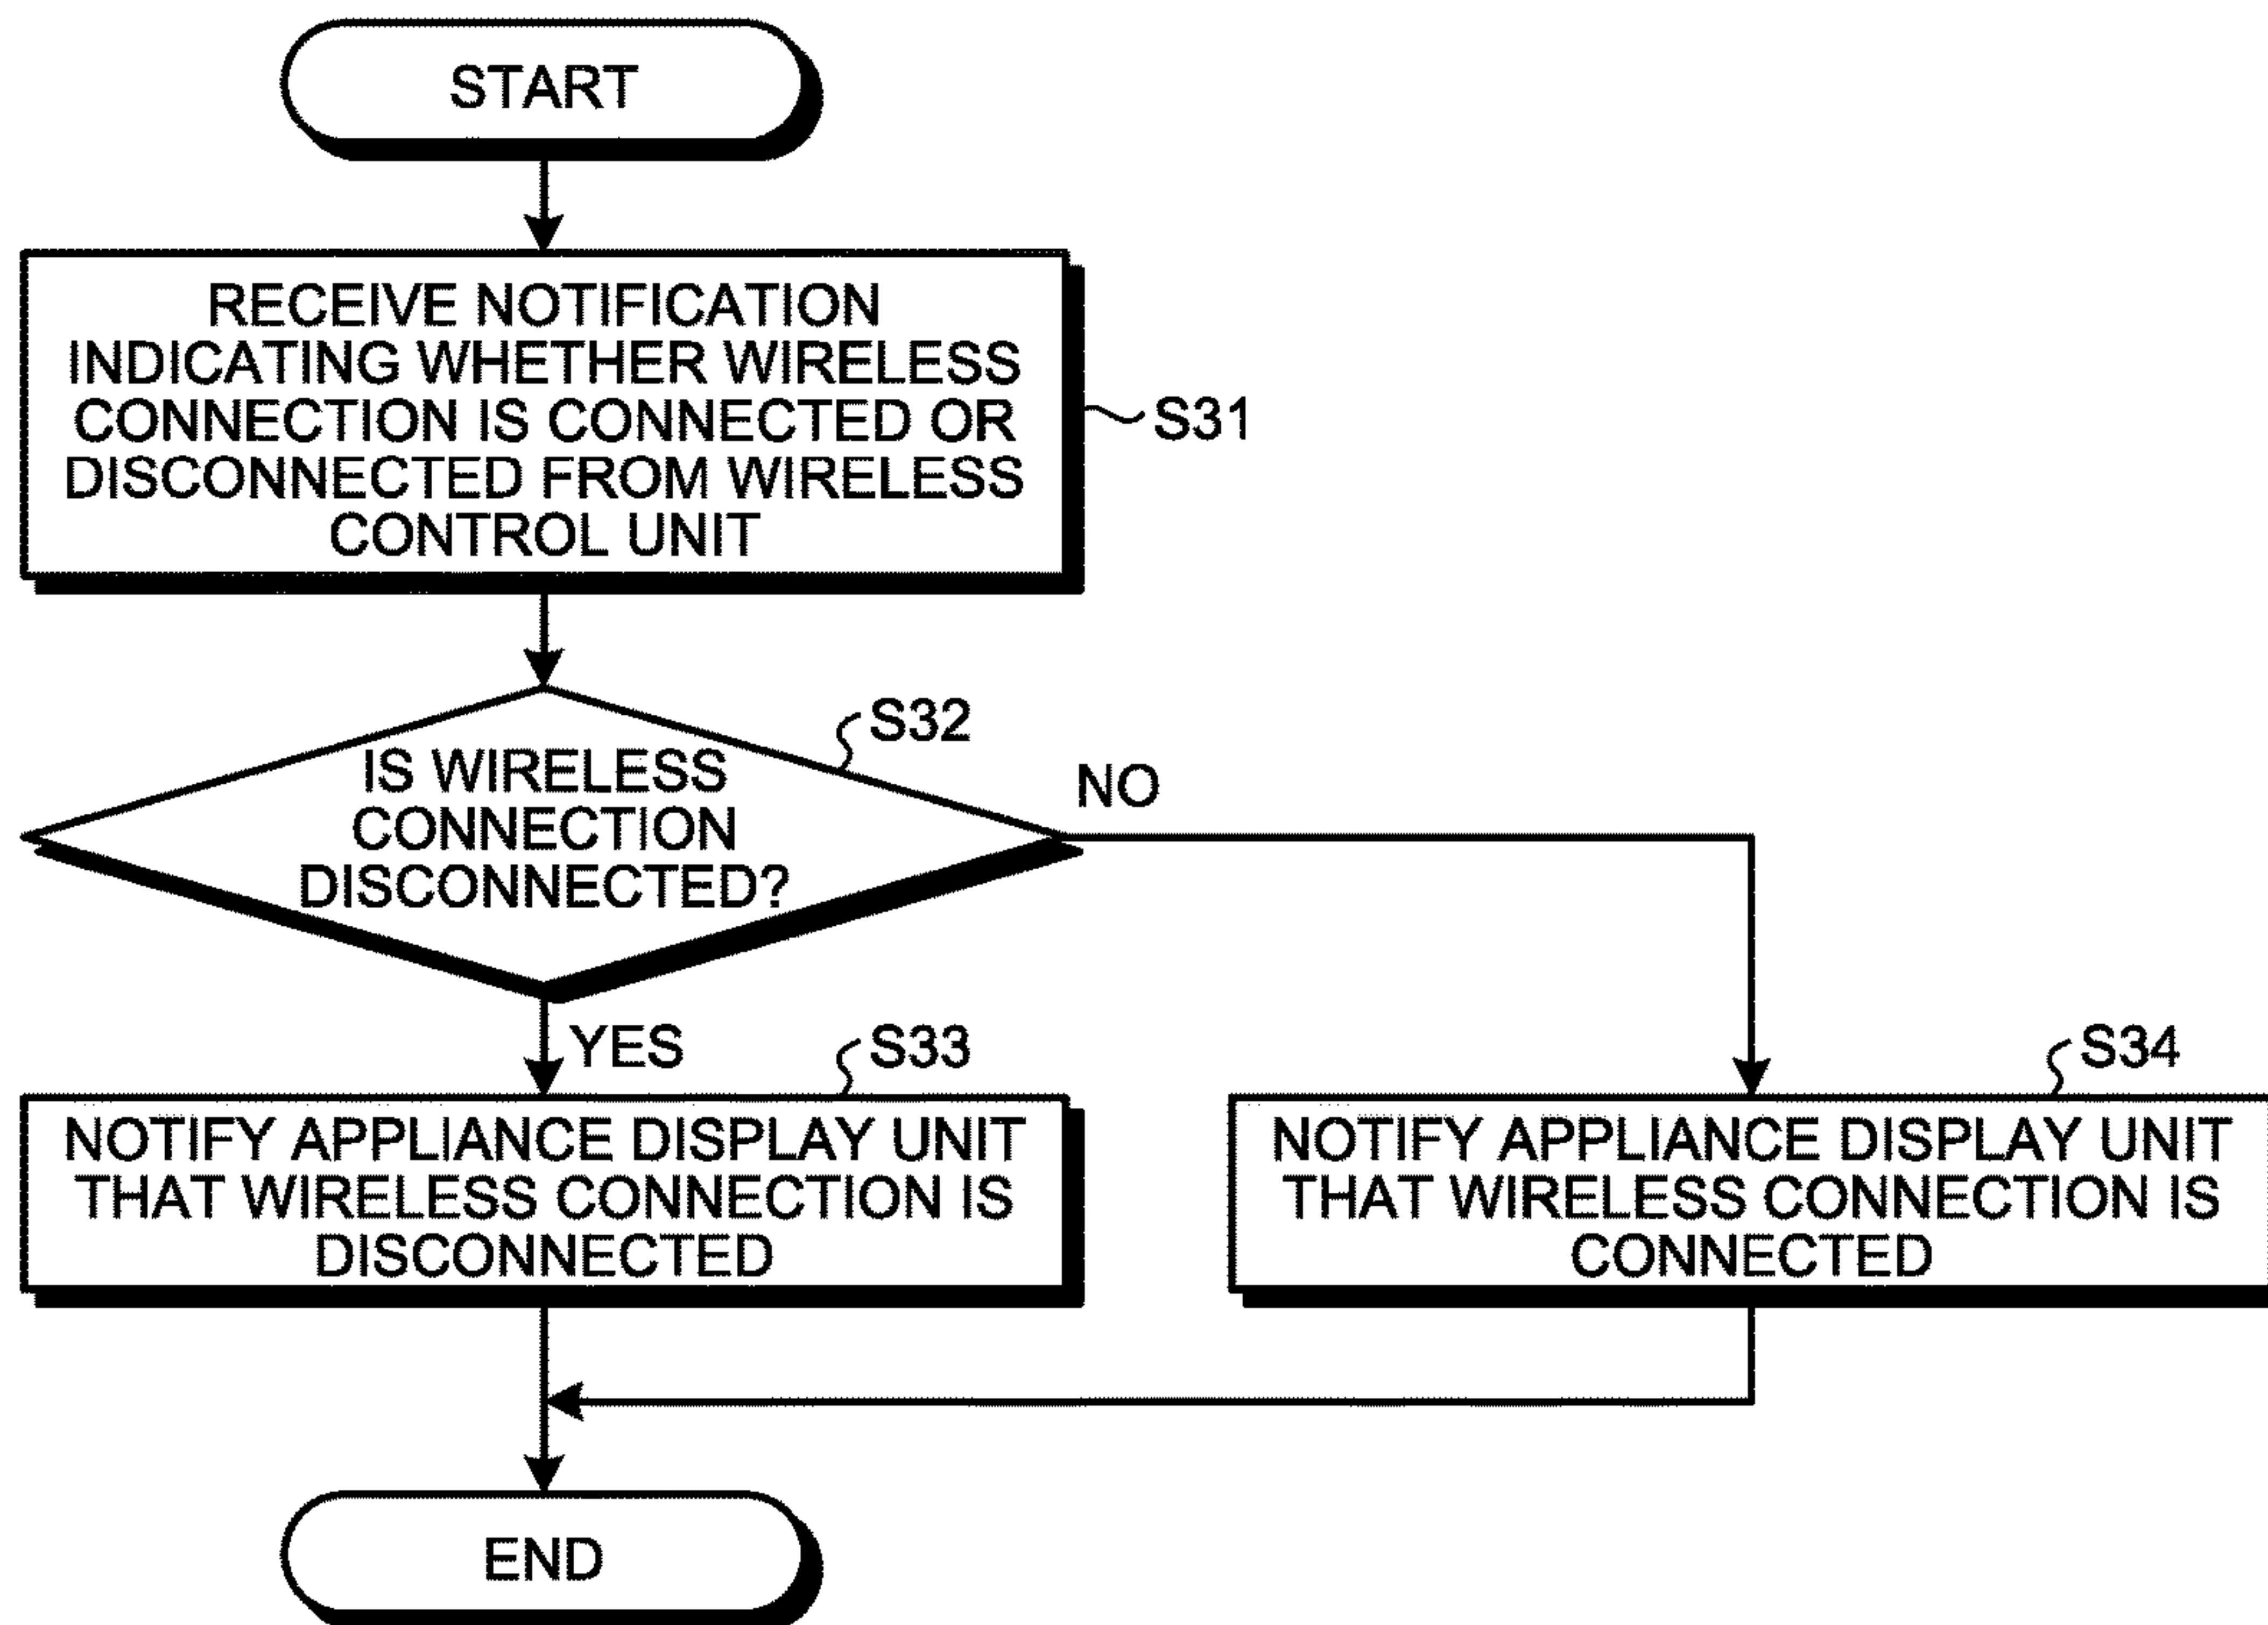 START
RECEIVE NOTIFICATION
INDICATING WHETHER WIRELESS
CONNECTION IS CONNECTED OR
DISCONNECTED FROM WIRELESS
CONTROL UNIT
S31
S32
IS WIRELESS
CONNECTION
DISCONNECTED?
NO
YES
S33
NOTIFY APPLIANCE DISPLAY UNIT
THAT WIRELESS CONNECTION IS
DISCONNECTED
S34
NOTIFY APPLIANCE DISPLAY UNIT
THAT WIRELESS CONNECTION IS
CONNECTED
END